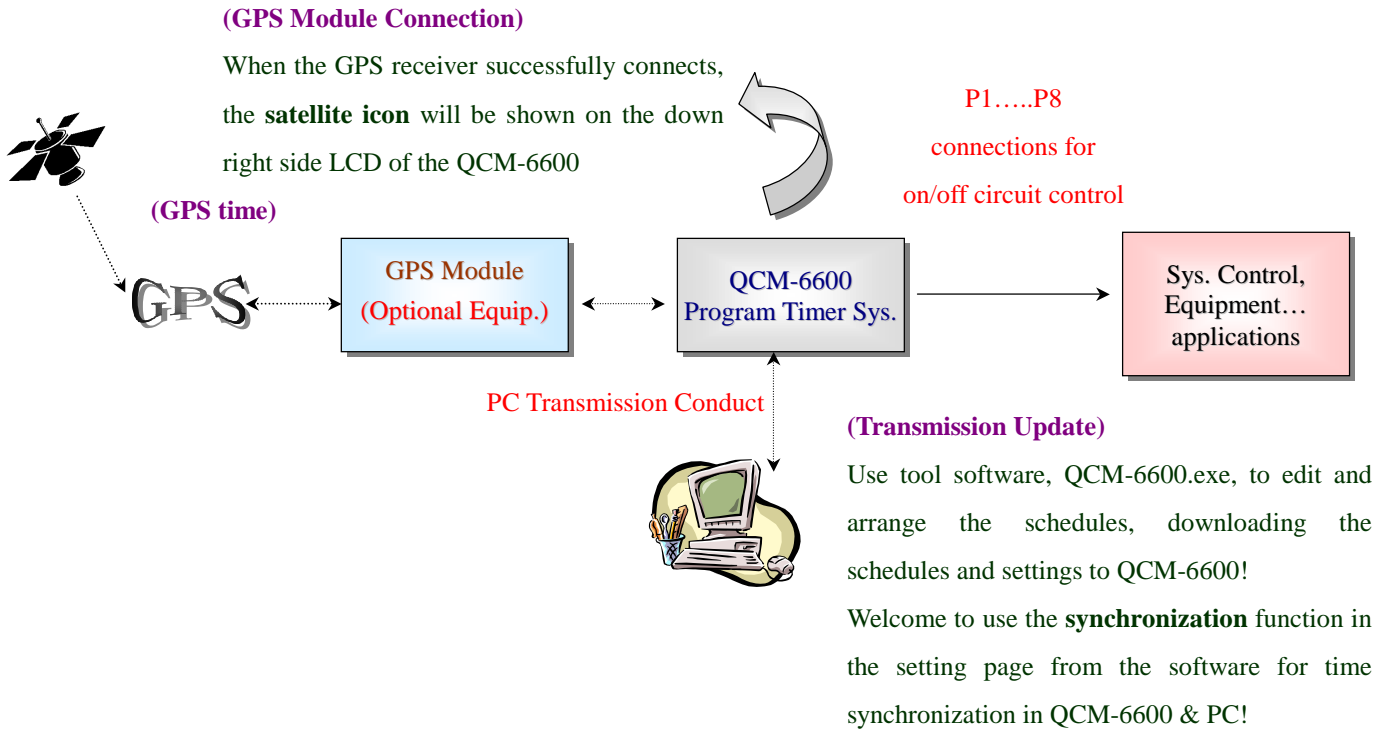 (GPS Module Connection)
When the GPS receiver successfully connects,
the satellite icon will be shown on the down
right side LCD of the QCM-6600
P1…..P8
connections for
on/off circuit control
(GPS time)
GPS
GPS Module
(Optional Equip.)
QCM-6600
Program Timer Sys.
Sys. Control,
Equipment…
applications
PC Transmission Conduct
(Transmission Update)
Use tool software, QCM-6600.exe, to edit and
arrange the schedules, downloading the
schedules and settings to QCM-6600!
Welcome to use the synchronization function in
the setting page from the software for time
synchronization in QCM-6600 & PC!